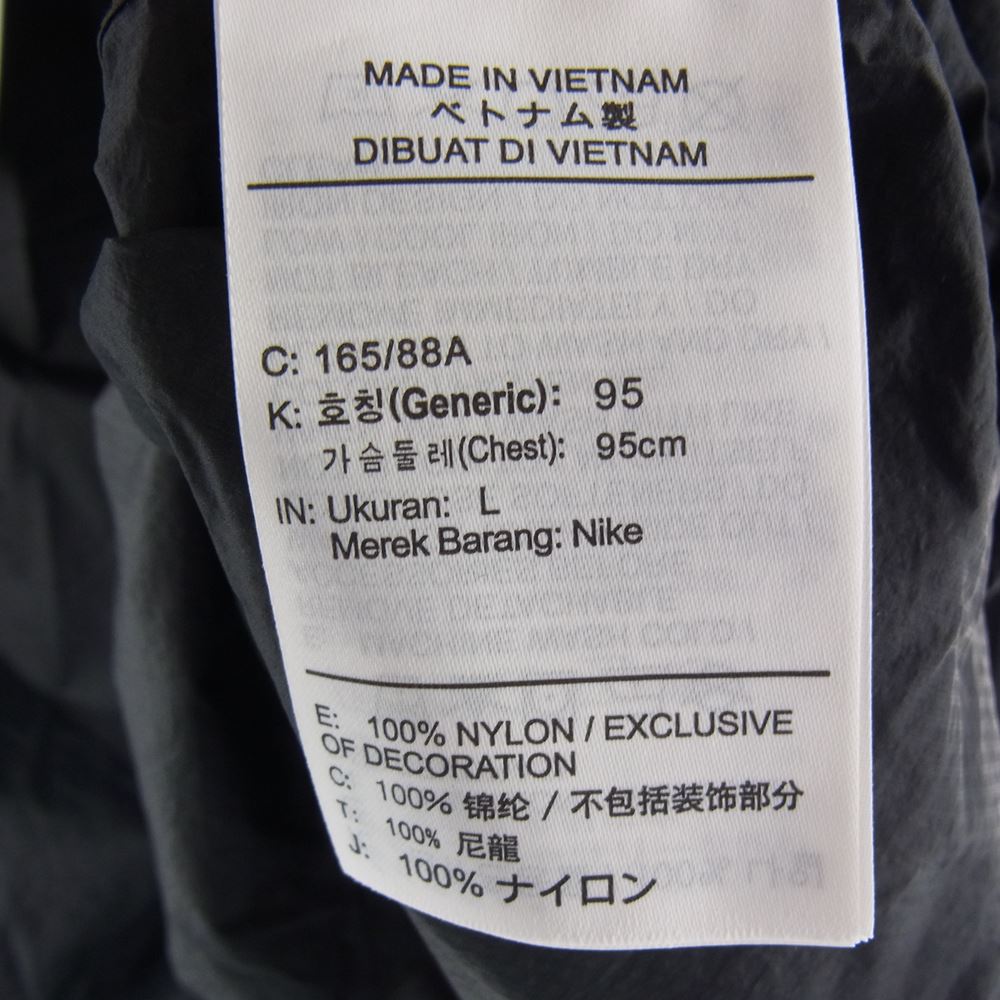 MADE IN VIETNAM
ベトナム製
DIBUAT DI VIETNAM
C: 165/88A
K: 호칭(Generic): 95
가슴둘레(Chest): 95cm
IN: Ukuran: L
Merek Barang: Nike
E: 100% NYLON / EXCLUSIVE
OF DECORATION
C: 100% 锦纶 / 不包括装饰部分
T: 100% 尼龍
J: 100% ナイロン